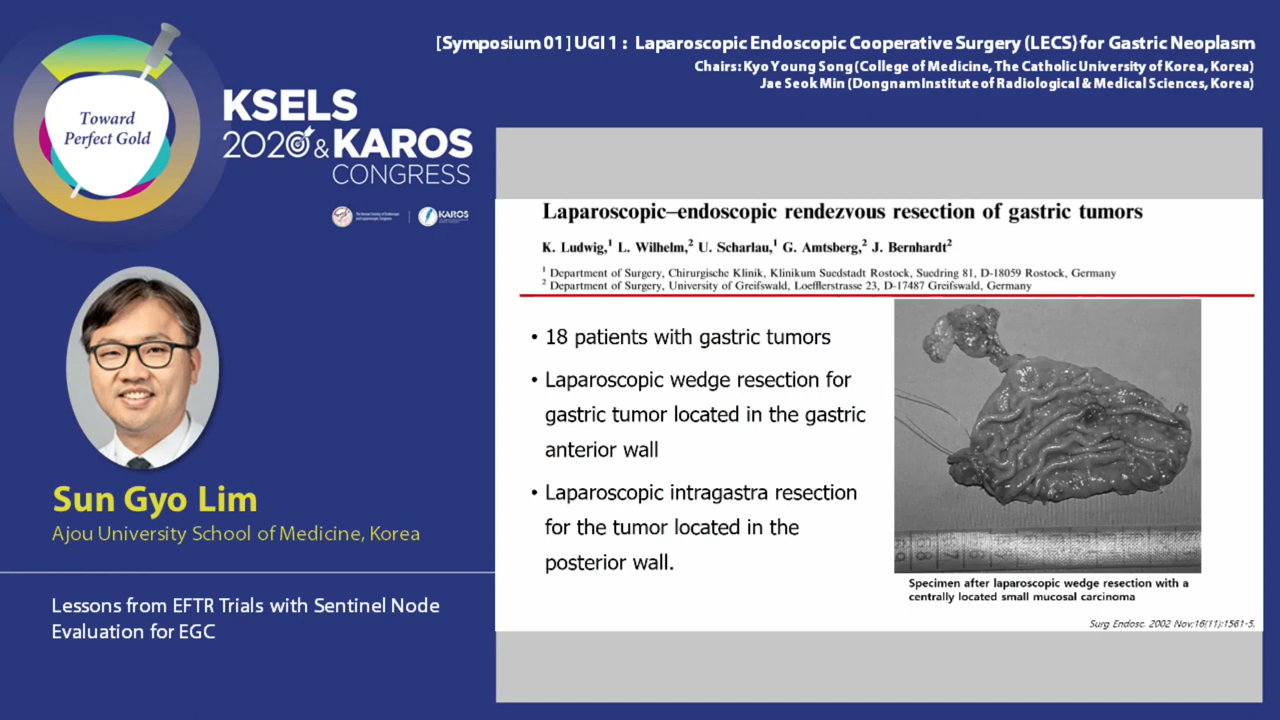 [Symposium 01] UGI 1 : Laparoscopic Endoscopic Cooperative Surgery (LECS) for Gastric Neoplasm
Chairs: Kyo Young Song (College of Medicine, The Catholic University of Korea, Korea)
Jae Seok Min (Dongnam Institute of Radiological & Medical Sciences, Korea)
Toward
Perfect Gold
KSELS
2020 & KAROS
CONGRESS
KAROS
Sun Gyo Lim
Ajou University School of Medicine, Korea
Lessons from EFTR Trials with Sentinel Node
Evaluation for EGC
Laparoscopic–endoscopic rendezvous resection of gastric tumors
K. Ludwig,¹ L. Wilhelm,² U. Scharlau,¹ G. Amtsberg,² J. Bernhardt²
¹ Department of Surgery, Chirurgische Klinik, Klinikum Suedstadt Rostock, Suedring 81, D-18059 Rostock, Germany
² Department of Surgery, University of Greifswald, Loefflerstrasse 23, D-17487 Greifswald, Germany
• 18 patients with gastric tumors
• Laparoscopic wedge resection for
gastric tumor located in the gastric
anterior wall
• Laparoscopic intragastra resection
for the tumor located in the
posterior wall.
Specimen after laparoscopic wedge resection with a
centrally located small mucosal carcinoma
Surg Endosc. 2002 Nov;16(11):1561-5.